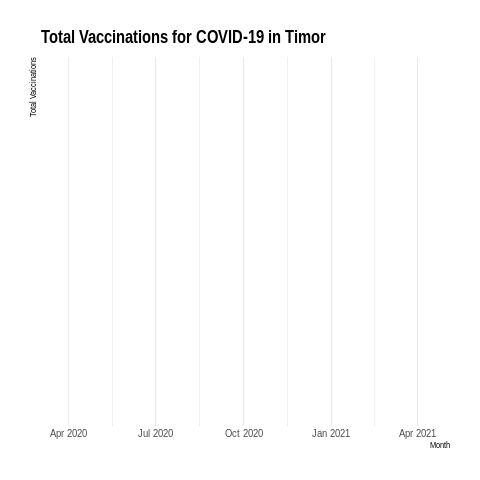 Total Vaccinations for COVID-19 in Timor
Total Vaccinations
Apr 2020
Jul 2020
Oct 2020
Jan 2021
Apr 2021
Month